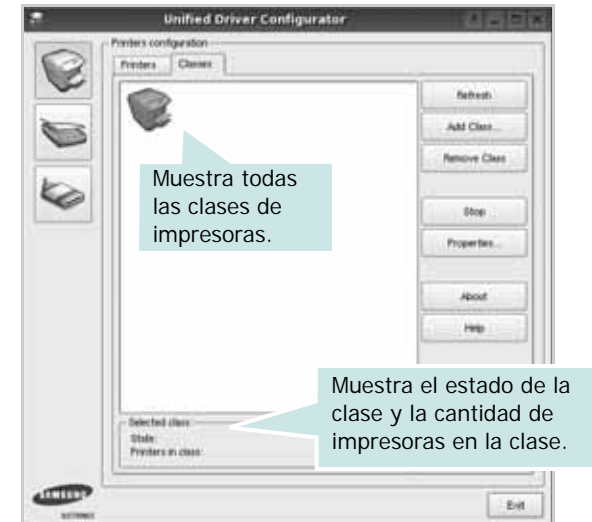 Unified Driver Configurator
Printers configuration
Printers
Classes
Refresh
Add Class...
Remove Class
Muestra todas
las clases de
impresoras.
Stop
Properties...
About
Help
Muestra el estado de la
clase y la cantidad de
impresoras en la clase.
Selected class:
State:
Printers in class:
SAMSUNG
ELECTRONICS
Exit